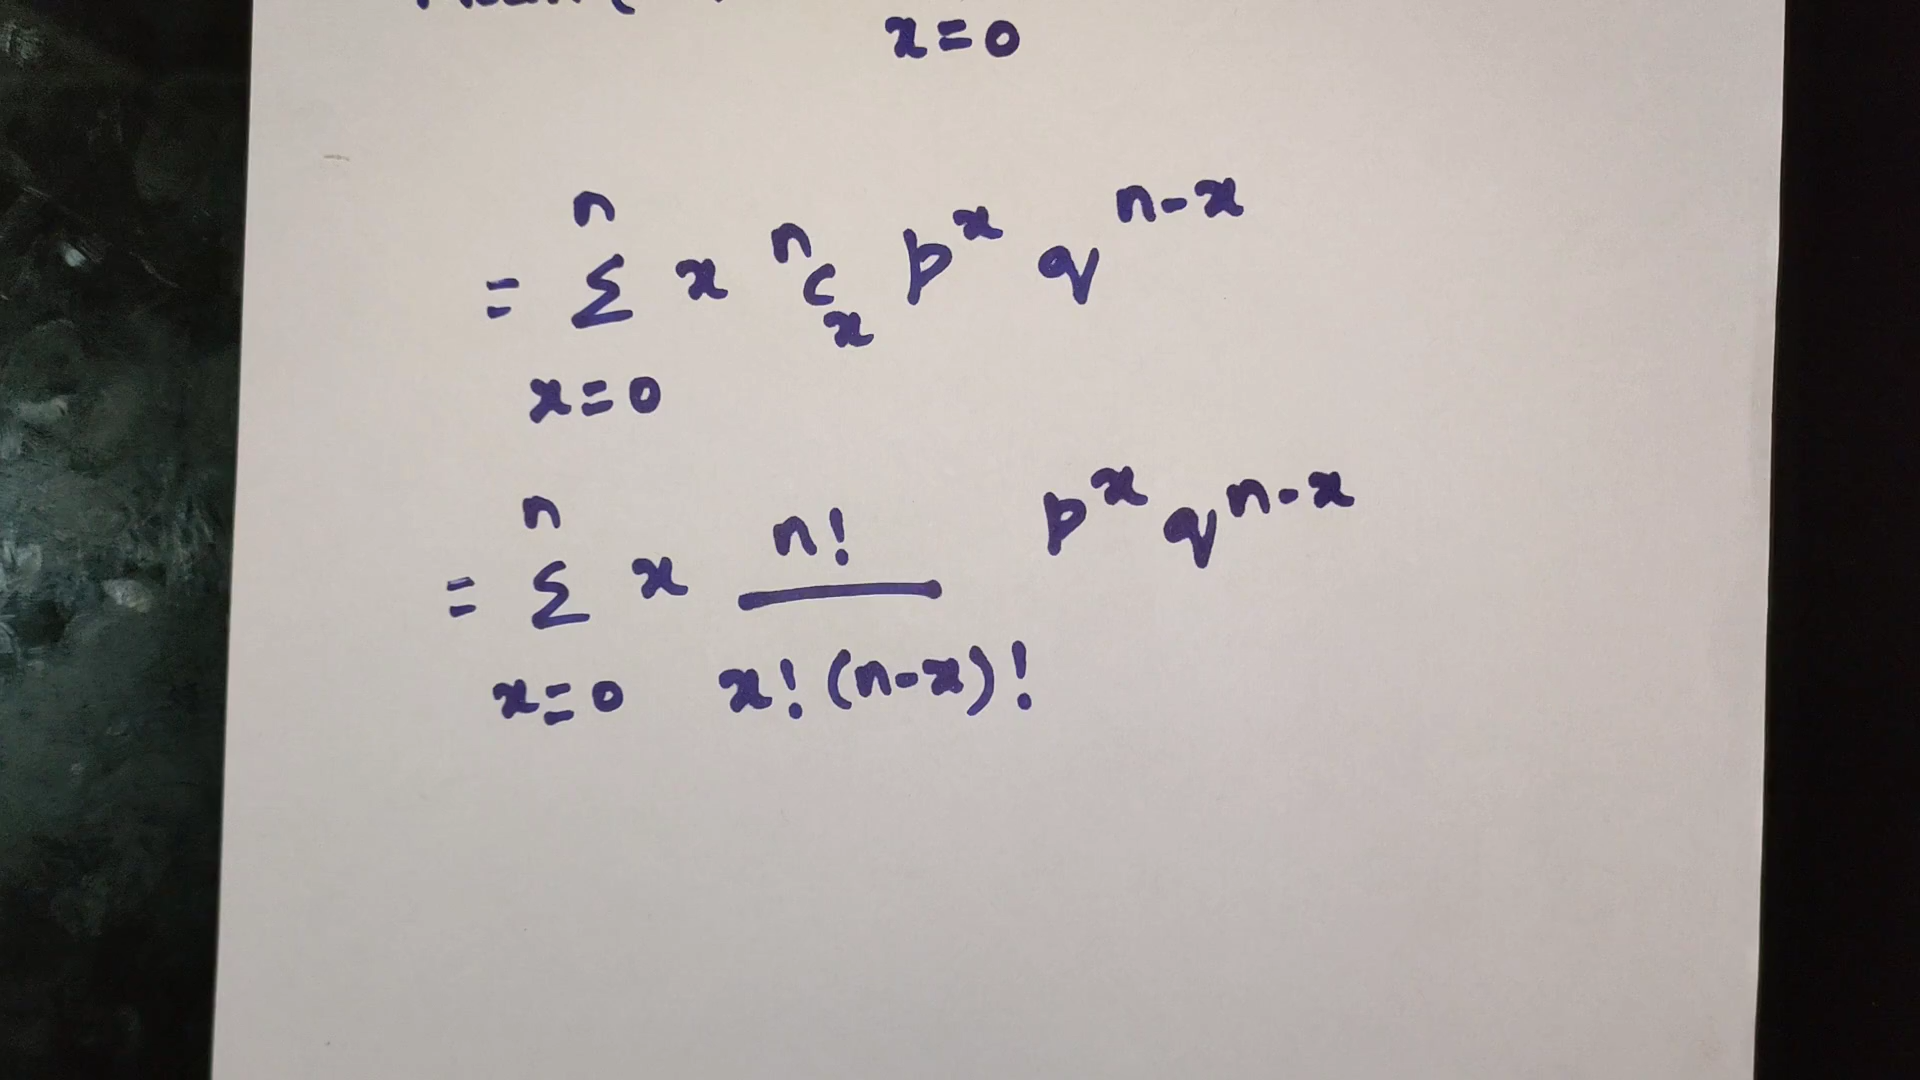 x=0
n
= Σ x ⁿCₓ pˣ qⁿ⁻ˣ
x=0
n
= Σ x n! / x!(n-x)! pˣ qⁿ⁻ˣ
x=0